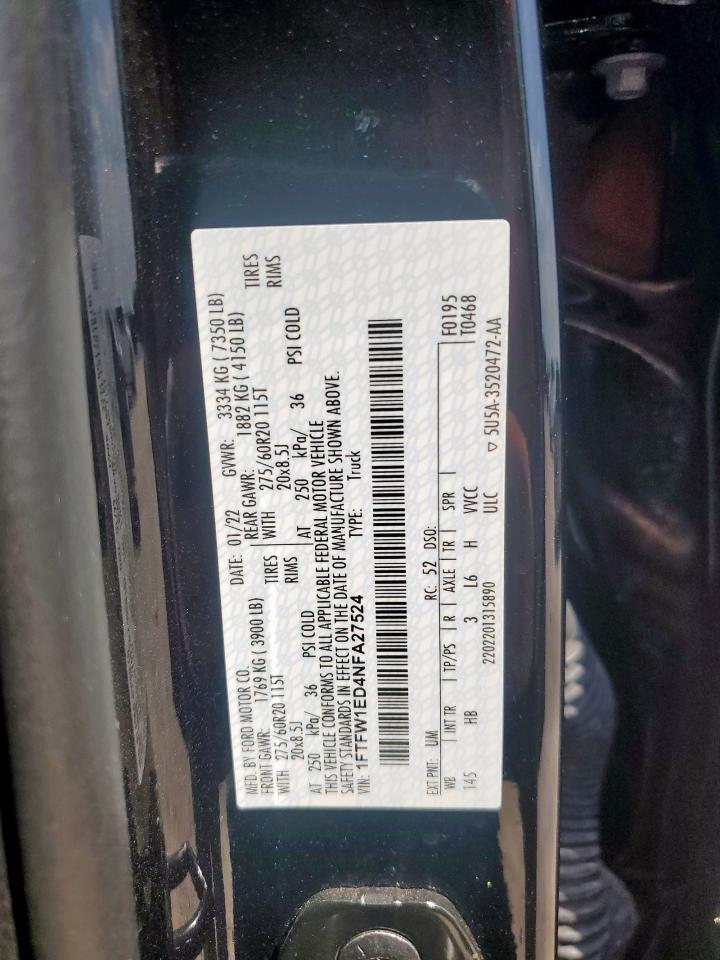 MFD. BY FORD MOTOR CO.
DATE: 01/22 GVWR: 3334 KG ( 7350 LB)
FRONT GAWR: 1769 KG ( 3900 LB) REAR GAWR: 1882 KG ( 4150 LB)
WITH 275/60R20 115T TIRES WITH 275/60R20 115T TIRES
20x8.5J RIMS 20x8.5J RIMS
AT 250 kPa/ 36 PSI COLD AT 250 kPa/ 36 PSI COLD
THIS VEHICLE CONFORMS TO ALL APPLICABLE FEDERAL MOTOR VEHICLE
SAFETY STANDARDS IN EFFECT ON THE DATE OF MANUFACTURE SHOWN ABOVE.
VIN: 1FTFW1ED4NFA27524 TYPE: Truck
EXT PNT: UM RC: 52 DSO: F0195
WB INT TR TP/PS R AXLE TR SPR T0468
145 HB 3 L6 H VVCC
2202201315890 ULC ▽ 5U5A-3520472-AA